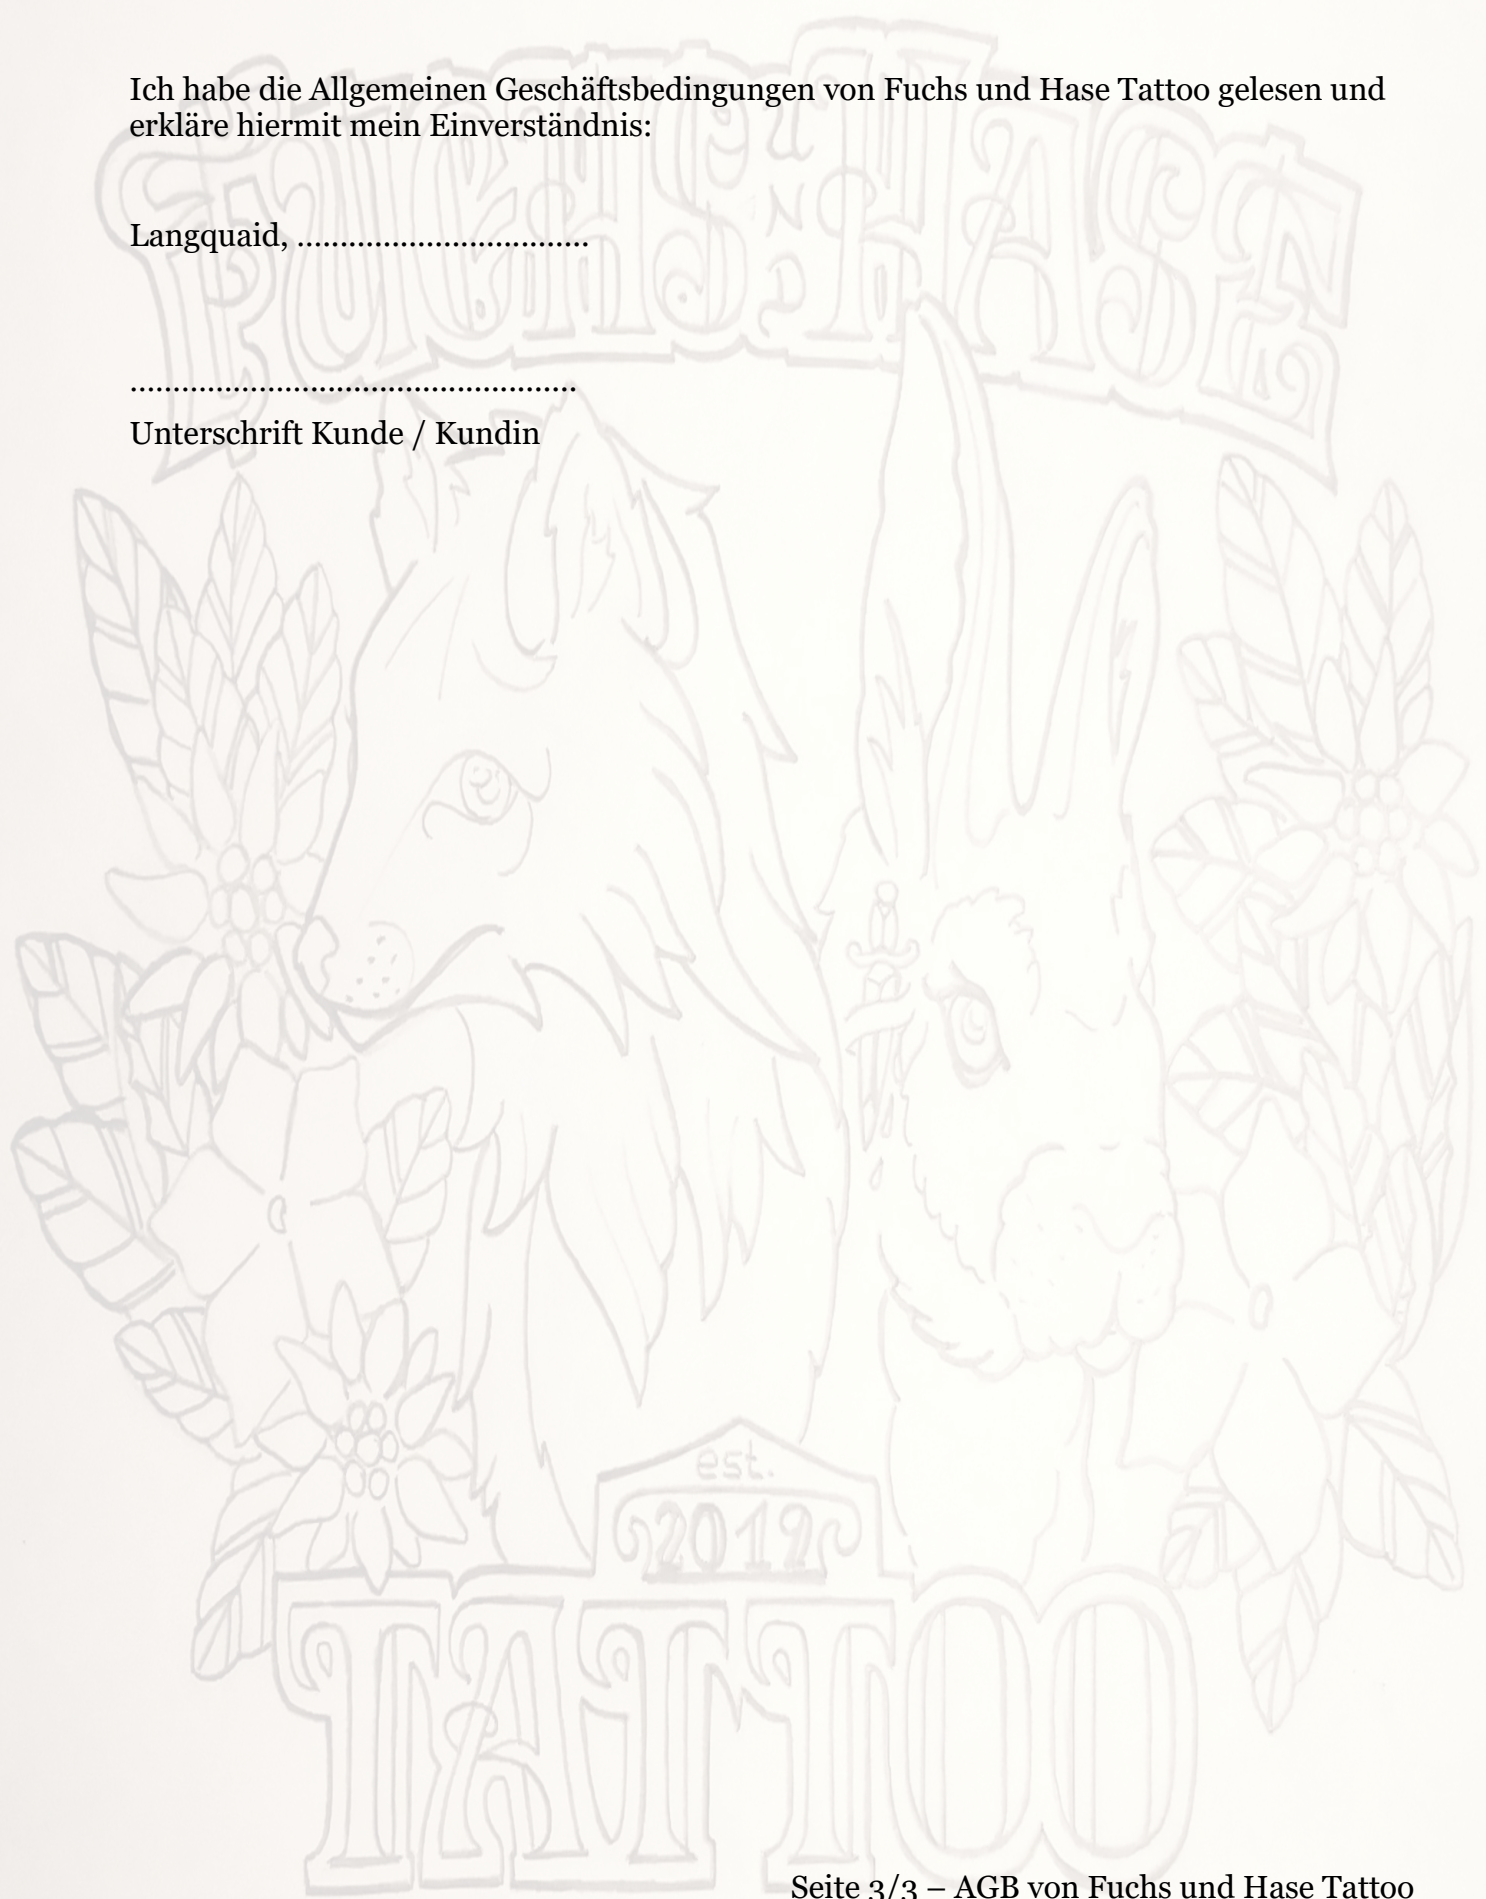 Ich habe die Allgemeinen Geschäftsbedingungen von Fuchs und Hase Tattoo gelesen und
erkläre hiermit mein Einverständnis:
Langquaid, ..................................
....................................................
Unterschrift Kunde / Kundin
FUCHS UND HASE
est.
2019
TATTOO
Seite 3/3 – AGB von Fuchs und Hase Tattoo